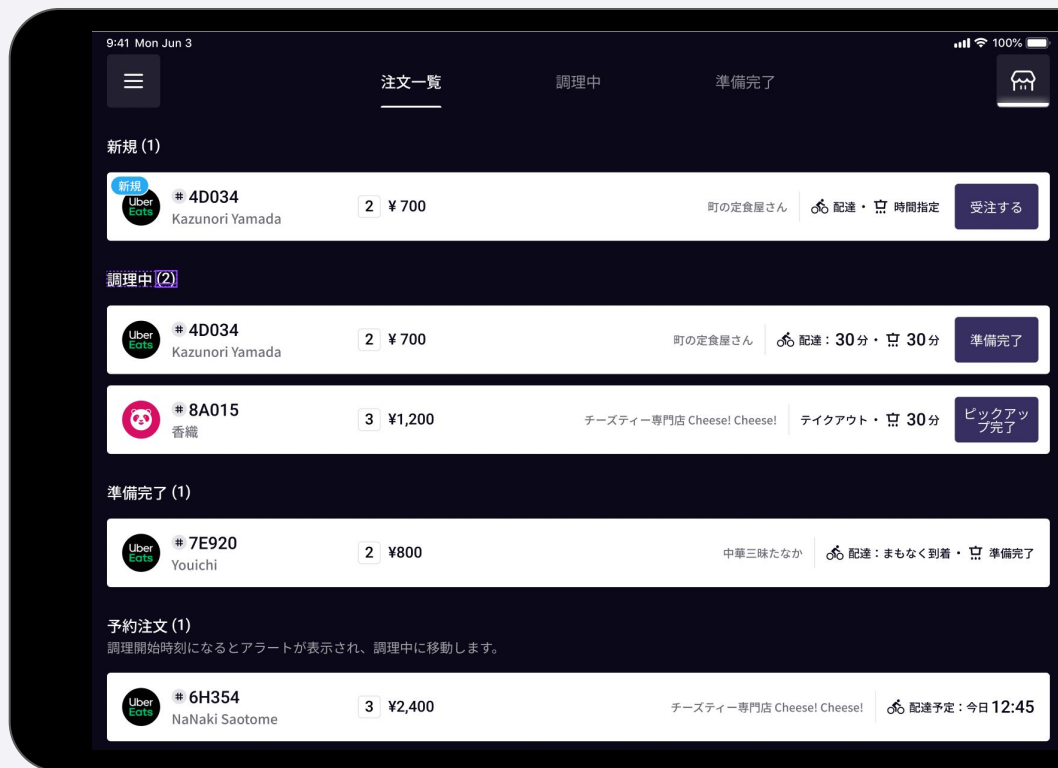 9:41 Mon Jun 3
100%
注文一覧
調理中
準備完了
新規 (1)
新規
Uber Eats
# 4D034
Kazunori Yamada
2 ¥ 700
町の定食屋さん
配達・ 時間指定
受注する
調理中 (2)
Uber Eats
# 4D034
Kazunori Yamada
2 ¥ 700
町の定食屋さん
配達：30分・ 30分
準備完了
# 8A015
香織
3 ¥1,200
チーズティー専門店 Cheese! Cheese!
テイクアウト・ 30分
ピックアッ
プ完了
準備完了 (1)
Uber Eats
# 7E920
Youichi
2 ¥800
中華三昧たなか
配達：まもなく到着・ 準備完了
予約注文 (1)
調理開始時刻になるとアラートが表示され、調理中に移動します。
Uber Eats
# 6H354
NaNaki Saotome
3 ¥2,400
チーズティー専門店 Cheese! Cheese!
配達予定：今日 12:45